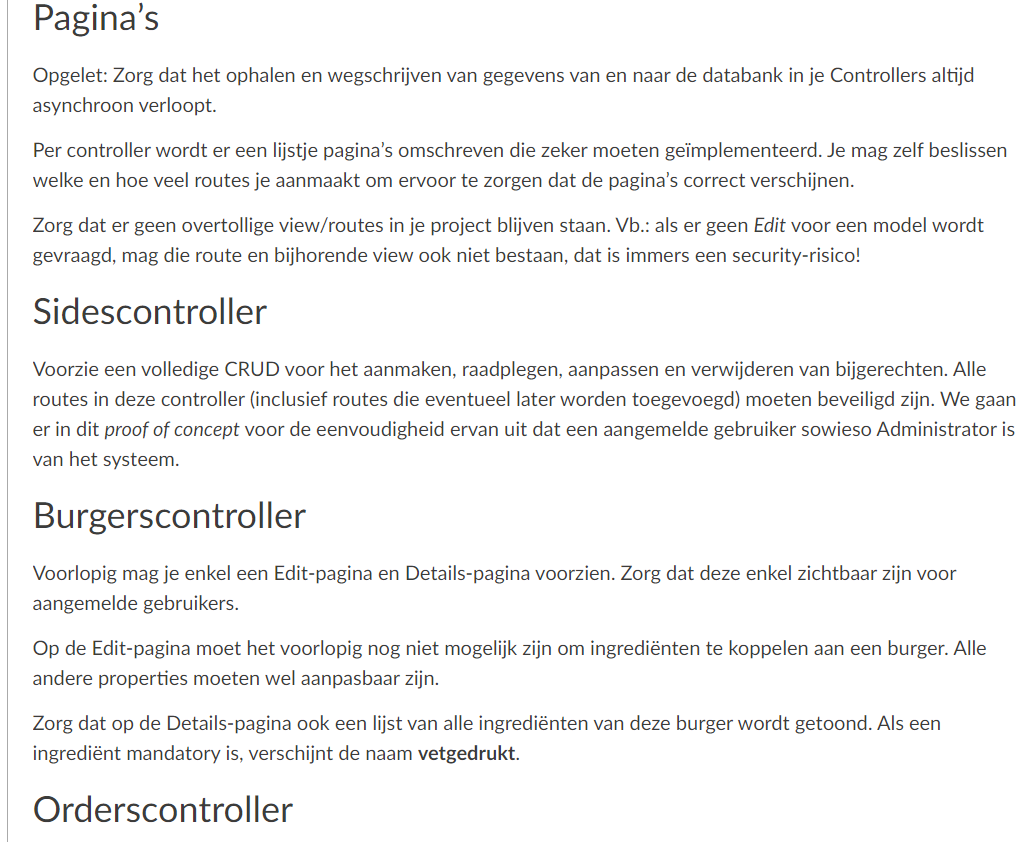 Pagina’s
Opgelet: Zorg dat het ophalen en wegschrijven van gegevens van en naar de databank in je Controllers altijd
asynchroon verloopt.
Per controller wordt er een lijstje pagina’s omschreven die zeker moeten geïmplementeerd. Je mag zelf beslissen
welke en hoe veel routes je aanmaakt om ervoor te zorgen dat de pagina’s correct verschijnen.
Zorg dat er geen overtollige view/routes in je project blijven staan. Vb.: als er geen Edit voor een model wordt
gevraagd, mag die route en bijhorende view ook niet bestaan, dat is immers een security-risico!
Sidescontroller
Voorzie een volledige CRUD voor het aanmaken, raadplegen, aanpassen en verwijderen van bijgerechten. Alle
routes in deze controller (inclusief routes die eventueel later worden toegevoegd) moeten beveiligd zijn. We gaan
er in dit proof of concept voor de eenvoudigheid ervan uit dat een aangemelde gebruiker sowieso Administrator is
van het systeem.
Burgerscontroller
Voorlopig mag je enkel een Edit-pagina en Details-pagina voorzien. Zorg dat deze enkel zichtbaar zijn voor
aangemelde gebruikers.
Op de Edit-pagina moet het voorlopig nog niet mogelijk zijn om ingrediënten te koppelen aan een burger. Alle
andere properties moeten wel aanpasbaar zijn.
Zorg dat op de Details-pagina ook een lijst van alle ingrediënten van deze burger wordt getoond. Als een
ingrediënt mandatory is, verschijnt de naam vetgedrukt.
Orderscontroller